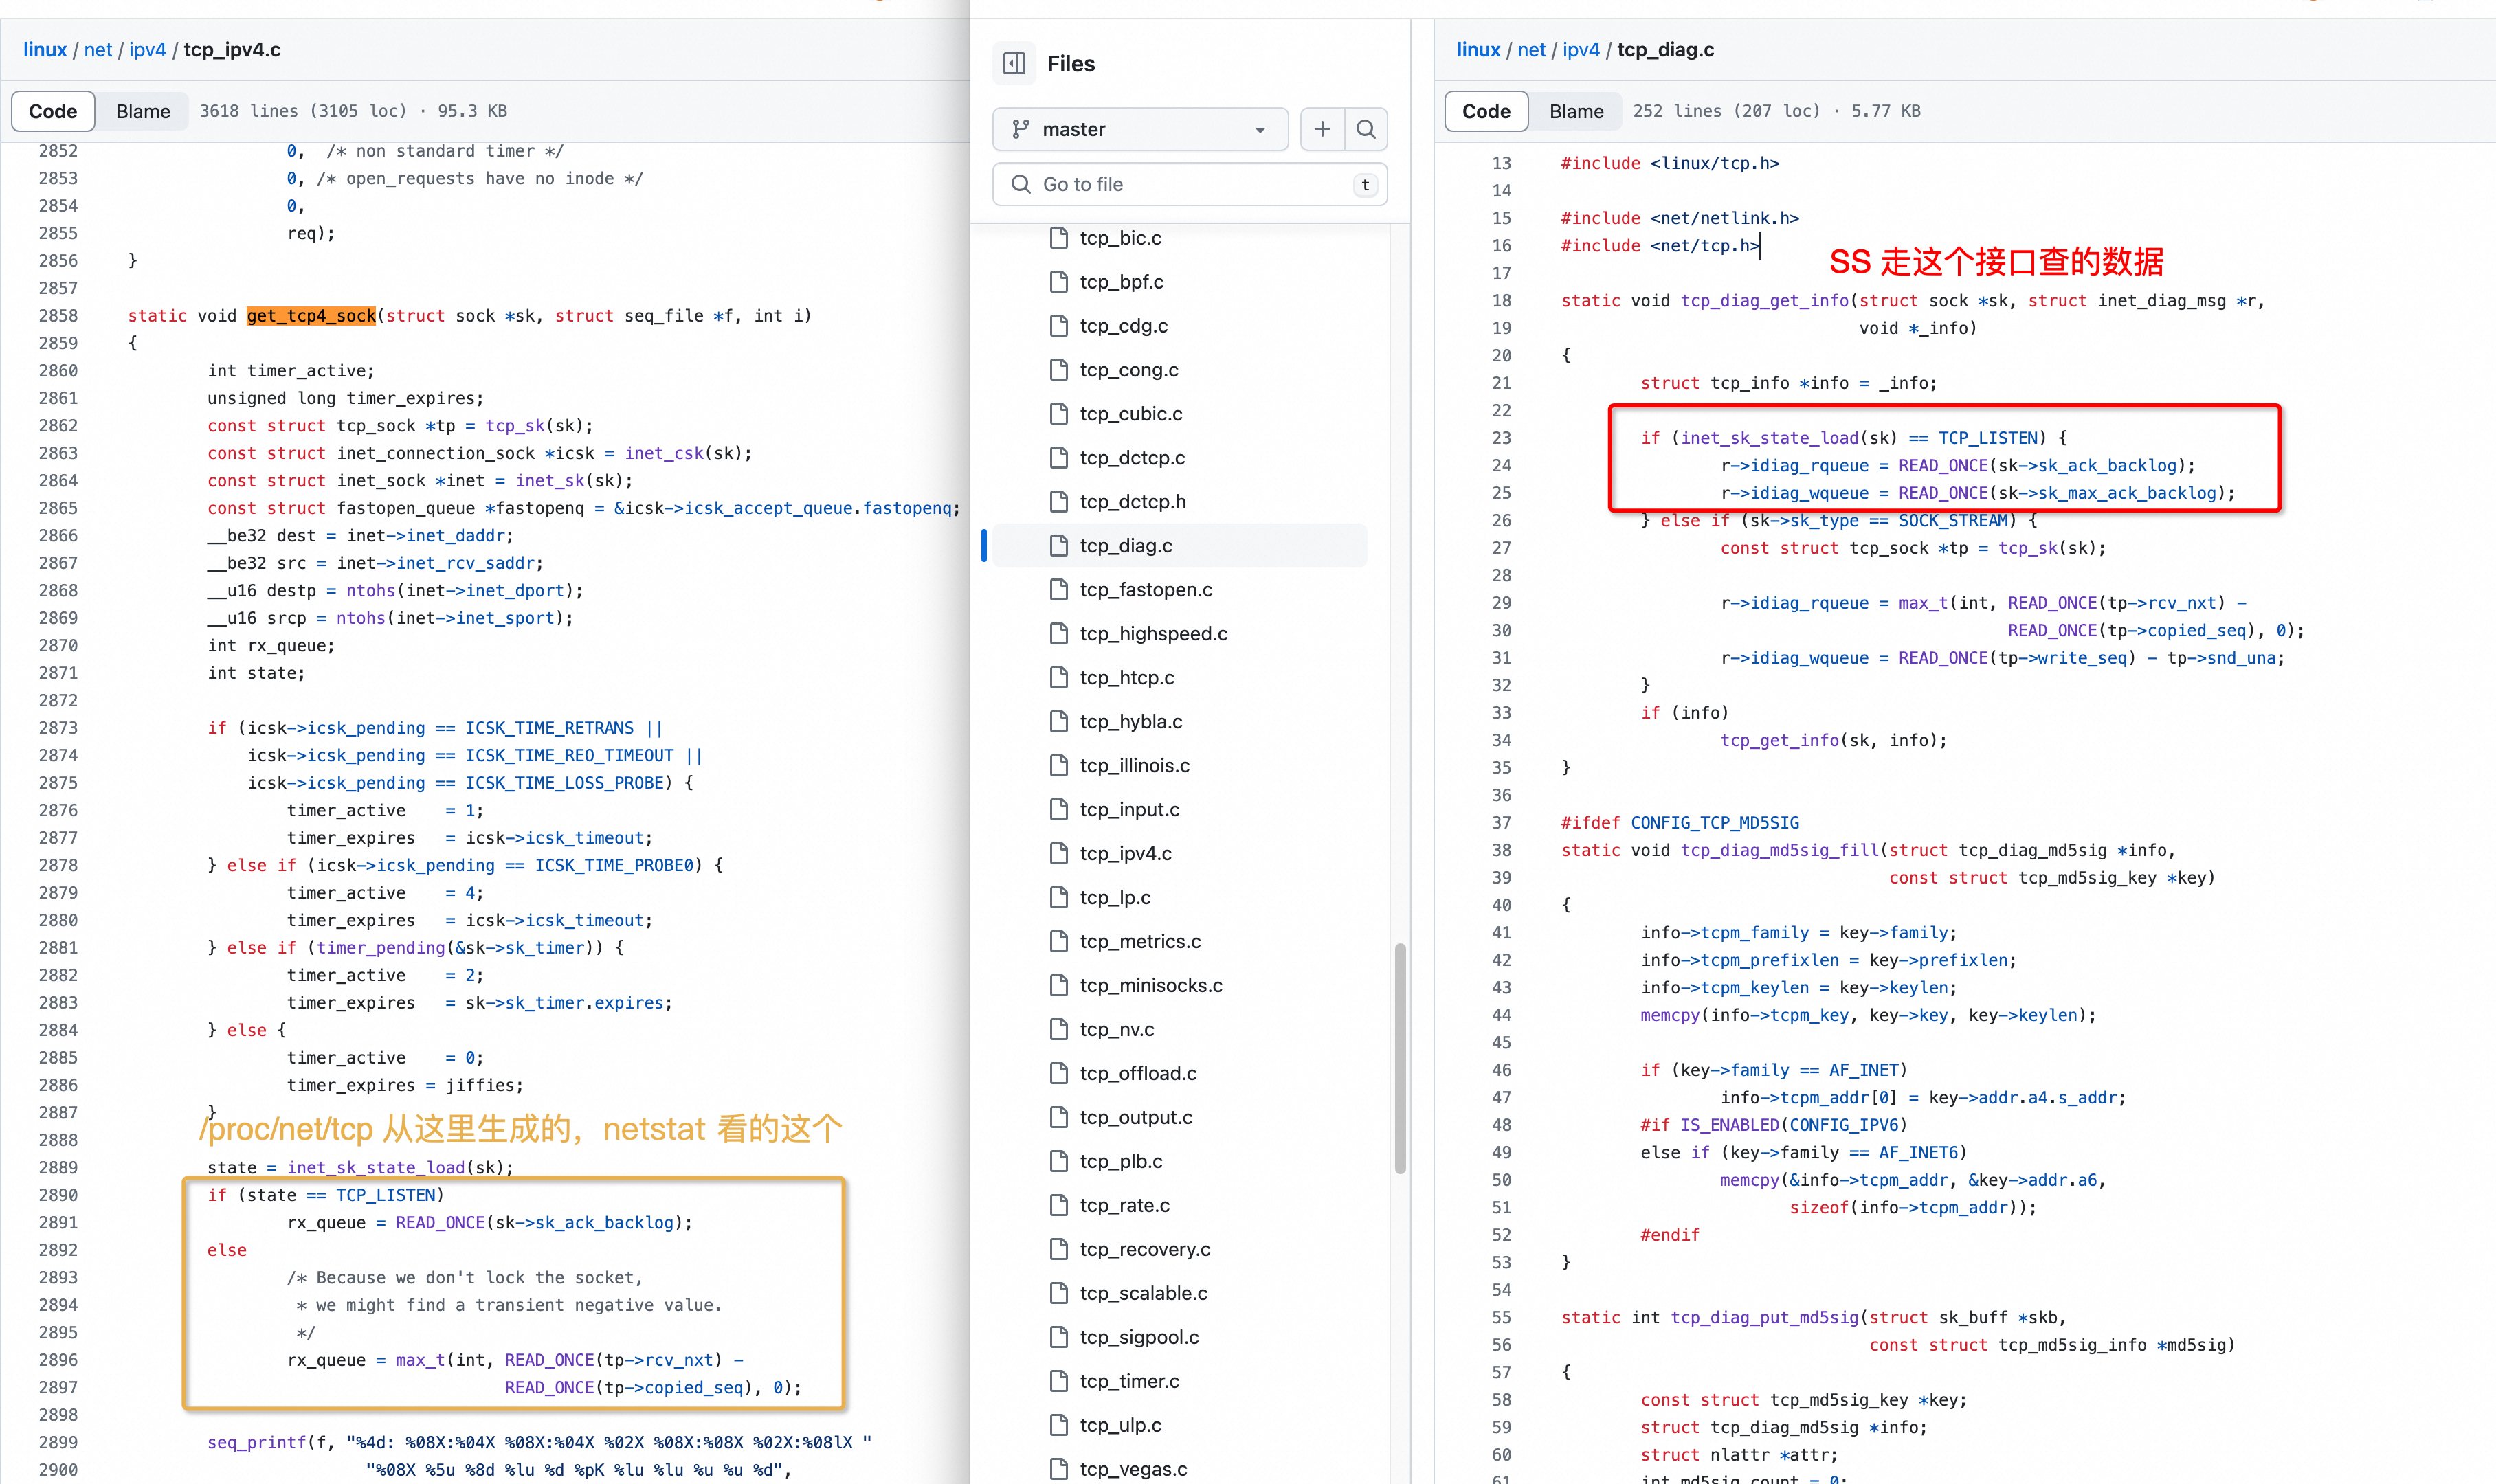 linux / net / ipv4 / tcp_ipv4.c
Code Blame 3618 lines (3105 loc) · 95.3 KB
2852 0, /* non standard timer */
2853 0, /* open_requests have no inode */
2854 0,
2855 req);
2856 }
2857
2858 static void get_tcp4_sock(struct sock *sk, struct seq_file *f, int i)
2859 {
2860 int timer_active;
2861 unsigned long timer_expires;
2862 const struct tcp_sock *tp = tcp_sk(sk);
2863 const struct inet_connection_sock *icsk = inet_csk(sk);
2864 const struct inet_sock *inet = inet_sk(sk);
2865 const struct fastopen_queue *fastopenq = &icsk->icsk_accept_queue.fastopenq;
2866 __be32 dest = inet->inet_daddr;
2867 __be32 src = inet->inet_rcv_saddr;
2868 __u16 destp = ntohs(inet->inet_dport);
2869 __u16 srcp = ntohs(inet->inet_sport);
2870 int rx_queue;
2871 int state;
2872
2873 if (icsk->icsk_pending == ICSK_TIME_RETRANS ||
2874 icsk->icsk_pending == ICSK_TIME_REO_TIMEOUT ||
2875 icsk->icsk_pending == ICSK_TIME_LOSS_PROBE) {
2876 timer_active = 1;
2877 timer_expires = icsk->icsk_timeout;
2878 } else if (icsk->icsk_pending == ICSK_TIME_PROBE0) {
2879 timer_active = 4;
2880 timer_expires = icsk->icsk_timeout;
2881 } else if (timer_pending(&sk->sk_timer)) {
2882 timer_active = 2;
2883 timer_expires = sk->sk_timer.expires;
2884 } else {
2885 timer_active = 0;
2886 timer_expires = jiffies;
2887 }
/proc/net/tcp 从这里生成的，netstat 看的这个
2888
2889 state = inet_sk_state_load(sk);
2890 if (state == TCP_LISTEN)
2891 rx_queue = READ_ONCE(sk->sk_ack_backlog);
2892 else
2893 /* Because we don't lock the socket,
2894 * we might find a transient negative value.
2895 */
2896 rx_queue = max_t(int, READ_ONCE(tp->rcv_nxt) -
2897 READ_ONCE(tp->copied_seq), 0);
2898
2899 seq_printf(f, "%4d: %08X:%04X %08X:%04X %02X %08X:%08X %02X:%08lX "
2900 "%08X %5u %8d %lu %d %pK %lu %lu %u %u %d",
Files
master
Go to file t
tcp_bic.c
tcp_bpf.c
tcp_cdg.c
tcp_cong.c
tcp_cubic.c
tcp_dctcp.c
tcp_dctcp.h
tcp_diag.c
tcp_fastopen.c
tcp_highspeed.c
tcp_htcp.c
tcp_hybla.c
tcp_illinois.c
tcp_input.c
tcp_ipv4.c
tcp_lp.c
tcp_metrics.c
tcp_minisocks.c
tcp_nv.c
tcp_offload.c
tcp_output.c
tcp_plb.c
tcp_rate.c
tcp_recovery.c
tcp_scalable.c
tcp_sigpool.c
tcp_timer.c
tcp_ulp.c
tcp_vegas.c
linux / net / ipv4 / tcp_diag.c
Code Blame 252 lines (207 loc) · 5.77 KB
13 #include <linux/tcp.h>
14
15 #include <net/netlink.h>
16 #include <net/tcp.h>
SS 走这个接口查的数据
17
18 static void tcp_diag_get_info(struct sock *sk, struct inet_diag_msg *r,
19 void *_info)
20 {
21 struct tcp_info *info = _info;
22
23 if (inet_sk_state_load(sk) == TCP_LISTEN) {
24 r->idiag_rqueue = READ_ONCE(sk->sk_ack_backlog);
25 r->idiag_wqueue = READ_ONCE(sk->sk_max_ack_backlog);
26 } else if (sk->sk_type == SOCK_STREAM) {
27 const struct tcp_sock *tp = tcp_sk(sk);
28
29 r->idiag_rqueue = max_t(int, READ_ONCE(tp->rcv_nxt) -
30 READ_ONCE(tp->copied_seq), 0);
31 r->idiag_wqueue = READ_ONCE(tp->write_seq) - tp->snd_una;
32 }
33 if (info)
34 tcp_get_info(sk, info);
35 }
36
37 #ifdef CONFIG_TCP_MD5SIG
38 static void tcp_diag_md5sig_fill(struct tcp_diag_md5sig *info,
39 const struct tcp_md5sig_key *key)
40 {
41 info->tcpm_family = key->family;
42 info->tcpm_prefixlen = key->prefixlen;
43 info->tcpm_keylen = key->keylen;
44 memcpy(info->tcpm_key, key->key, key->keylen);
45
46 if (key->family == AF_INET)
47 info->tcpm_addr[0] = key->addr.a4.s_addr;
48 #if IS_ENABLED(CONFIG_IPV6)
49 else if (key->family == AF_INET6)
50 memcpy(&info->tcpm_addr, &key->addr.a6,
51 sizeof(info->tcpm_addr));
52 #endif
53 }
54
55 static int tcp_diag_put_md5sig(struct sk_buff *skb,
56 const struct tcp_md5sig_info *md5sig)
57 {
58 const struct tcp_md5sig_key *key;
59 struct tcp_diag_md5sig *info;
60 struct nlattr *attr;
61 int md5sig_count = 0;